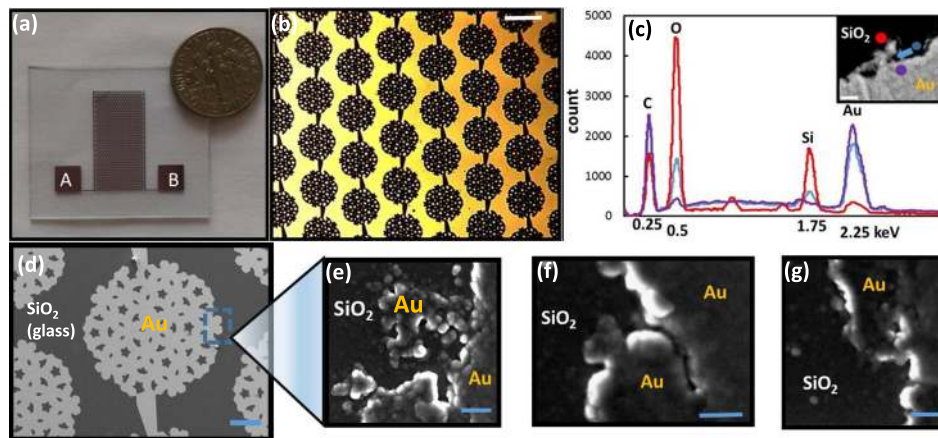 (a)
A
B
(b)
(c)
5000
4000
3000
2000
1000
0
count
C
O
Si
Au
0.25
0.5
1.75
2.25 keV
SiO2
Au
(d)
SiO2
(glass)
Au
(e)
SiO2
Au
Au
(f)
SiO2
Au
Au
(g)
Au
SiO2